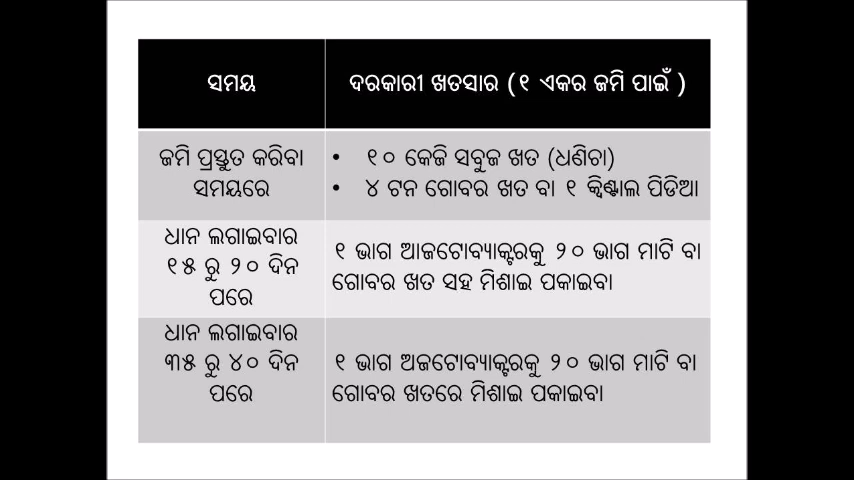 ସମୟ
ଦରକାରୀ ଖତସାର (୧ ଏକର ଜମି ପାଇଁ )
ଜମି ପ୍ରସ୍ତୁତ କରିବା
ସମୟରେ
• ୧୦ କେଜି ସବୁଜ ଖତ (ଧଣିଚା)
• ୪ ଟନ ଗୋବର ଖତ ବା ୧ କ୍ୱିଣ୍ଟାଲ ପିଡିଆ
ଧାନ ଲଗାଇବାର
୧୫ ରୁ ୨୦ ଦିନ
ପରେ
୧ ଭାଗ ଆଜଟୋବ୍ୟାକ୍ଟରକୁ ୨୦ ଭାଗ ମାଟି ବା
ଗୋବର ଖତ ସହ ମିଶାଇ ପକାଇବା
ଧାନ ଲଗାଇବାର
୩୫ ରୁ ୪୦ ଦିନ
ପରେ
୧ ଭାଗ ଅଜଟୋବ୍ୟାକ୍ଟରକୁ ୨୦ ଭାଗ ମାଟି ବା
ଗୋବର ଖତରେ ମିଶାଇ ପକାଇବା